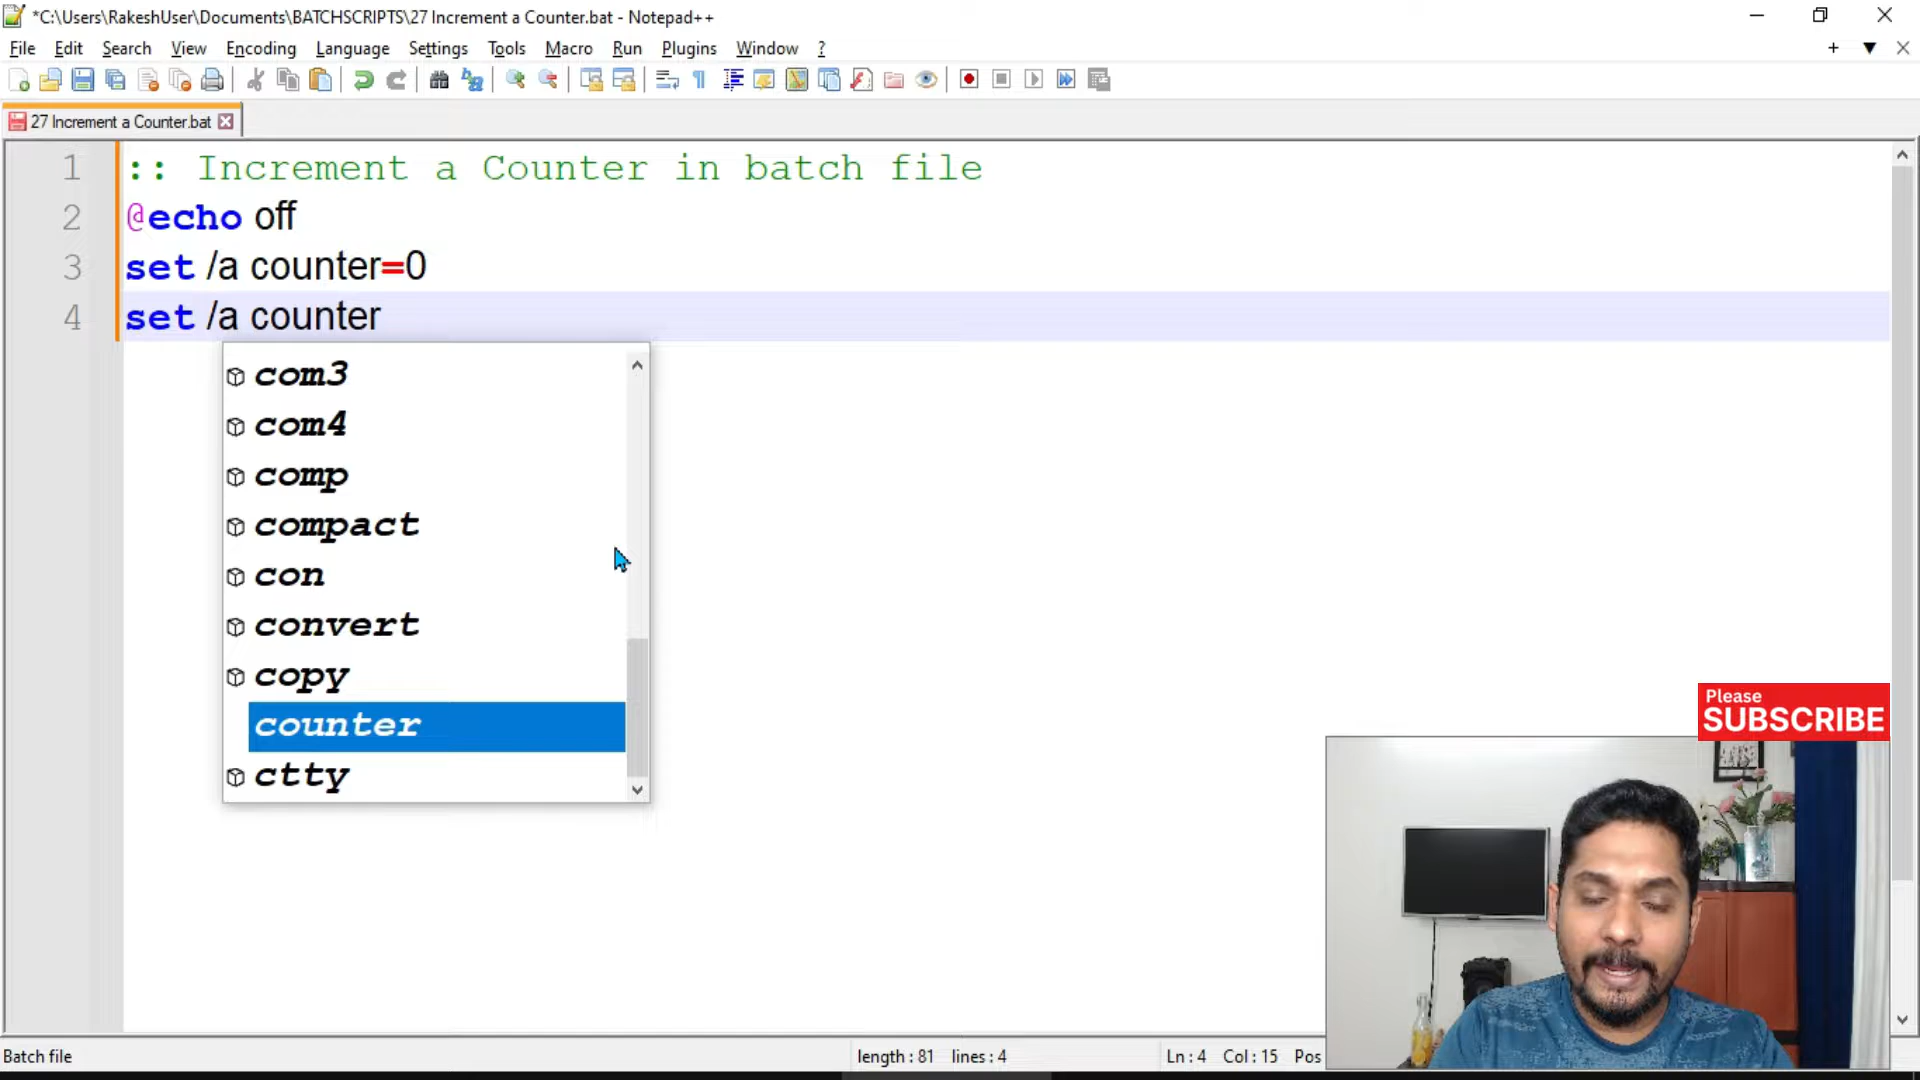 *C:\Users\RakeshUser\Documents\BATCHSCRIPTS\27 Increment a Counter.bat - Notepad++
File Edit Search View Encoding Language Settings Tools Macro Run Plugins Window ?
27 Increment a Counter.bat
1 :: Increment a Counter in batch file
2 @echo off
3 set /a counter=0
4 set /a counter
com3
com4
comp
compact
con
convert
copy
counter
ctty
Please
SUBSCRIBE
Batch file length : 81 lines : 4 Ln : 4 Col : 15 Pos